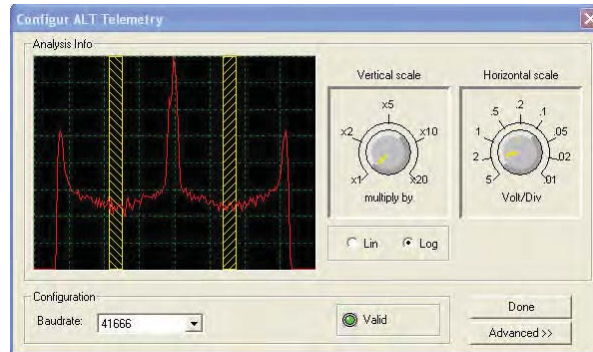 Configur ALT Telemetry
Analysis Info
Vertical scale
x1
x2
x5
x10
x20
multiply by
Horizontal scale
5
2
1
.5
.2
.1
.05
.02
.01
Volt/Div
Lin
Log
Configuration
Baudrate: 41666
Valid
Done
Advanced >>